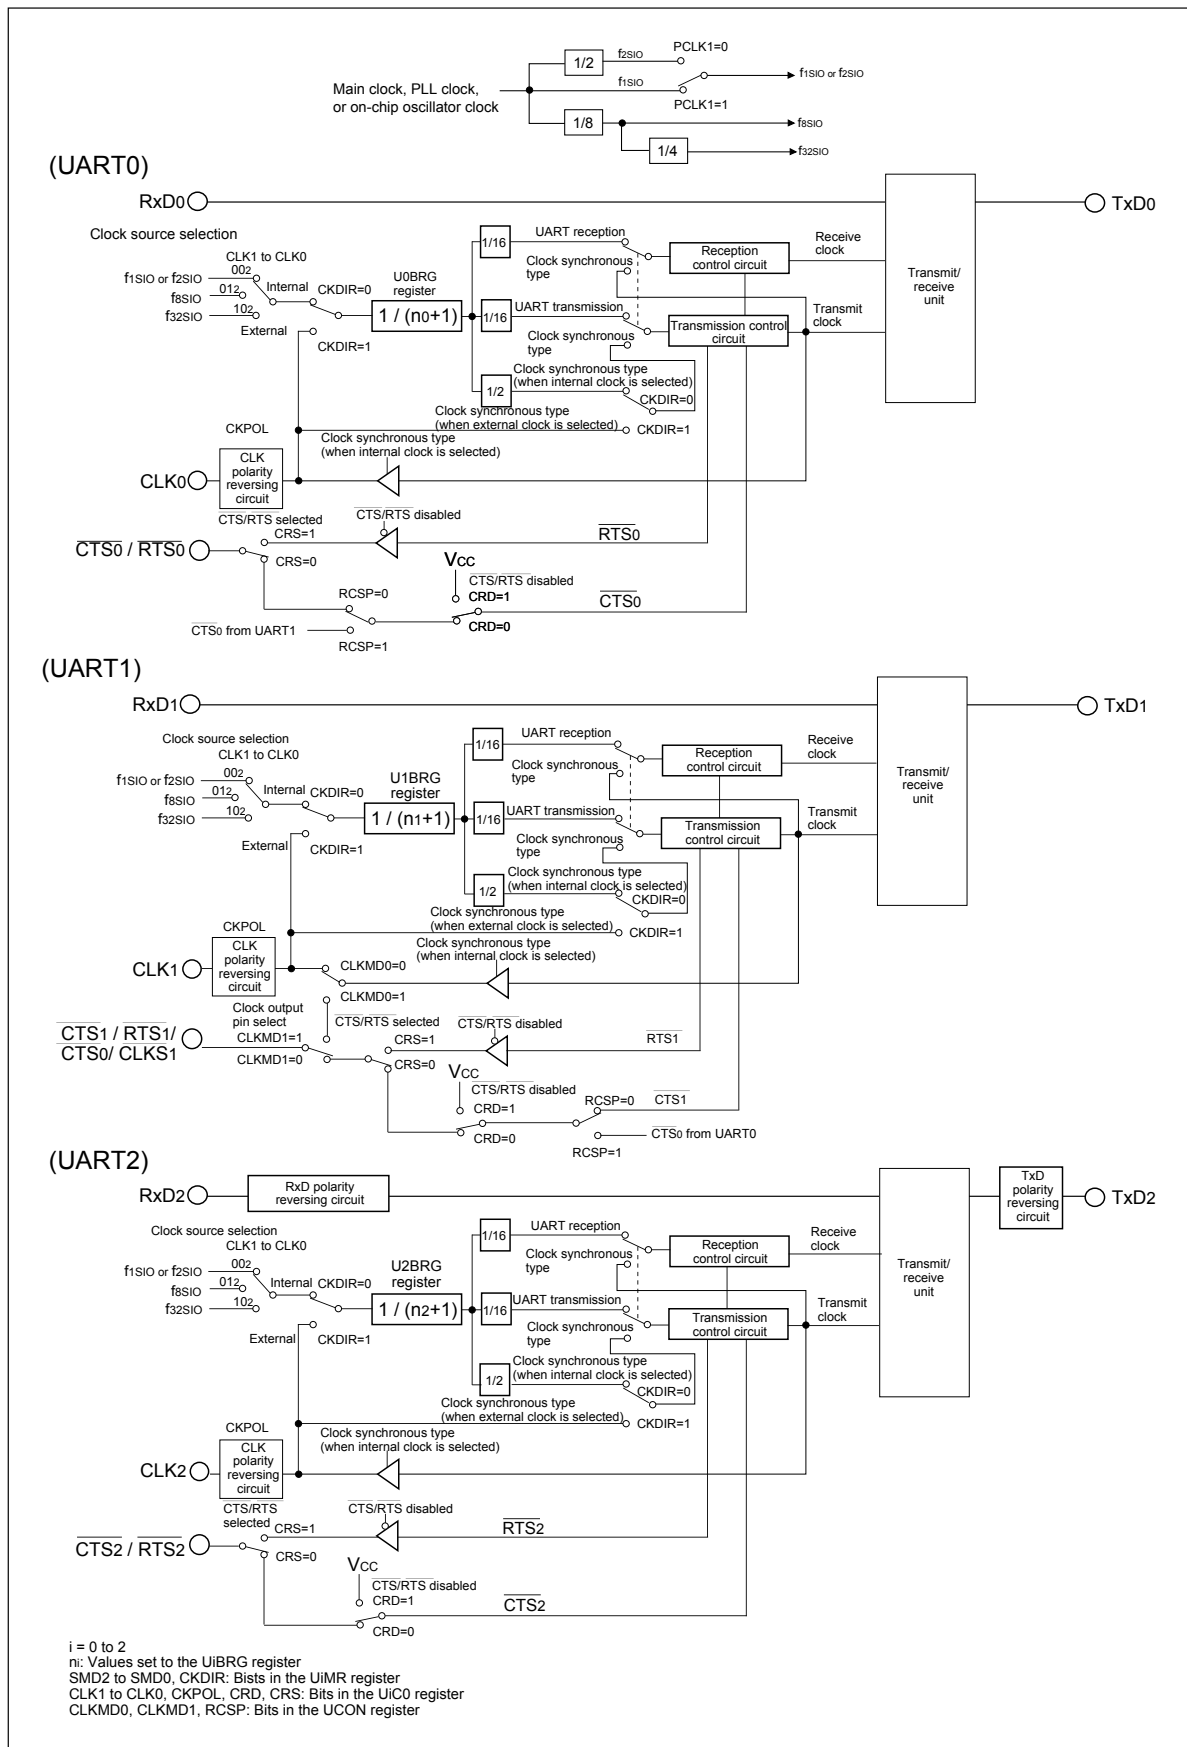 f2SIO
PCLK1=0
1/2
Main clock, PLL clock,
or on-chip oscillator clock
f1SIO
f1SIO or f2SIO
PCLK1=1
1/8
f8SIO
1/4
f32SIO
(UART0)
RxD0
TxD0
Clock source selection
CLK1 to CLK0
f1SIO or f2SIO
002
f8SIO
012
f32SIO
102
Internal
CKDIR=0
External
CKDIR=1
U0BRG
register
1 / (n0+1)
1/16
UART reception
Clock synchronous
type
Reception
control circuit
Receive
clock
Transmit/
receive
unit
1/16
UART transmission
Clock synchronous
type
Transmission control
circuit
Transmit
clock
1/2
Clock synchronous type
(when internal clock is selected)
CKDIR=0
Clock synchronous type
(when external clock is selected)
CKDIR=1
CKPOL
Clock synchronous type
(when internal clock is selected)
CLK0
CLK
polarity
reversing
circuit
CTS/RTS selected
CTS/RTS disabled
CTS0 / RTS0
CRS=1
CRS=0
RTS0
VCC
CTS/RTS disabled
CRD=1
CRD=0
CTS0
RCSP=0
CTS0 from UART1
RCSP=1
(UART1)
RxD1
TxD1
Clock source selection
CLK1 to CLK0
f1SIO or f2SIO
002
f8SIO
012
f32SIO
102
Internal
CKDIR=0
External
CKDIR=1
U1BRG
register
1 / (n1+1)
1/16
UART reception
Clock synchronous
type
Reception
control circuit
Receive
clock
Transmit/
receive
unit
1/16
UART transmission
Clock synchronous
type
Transmission
control circuit
Transmit
clock
1/2
Clock synchronous type
(when internal clock is selected)
CKDIR=0
Clock synchronous type
(when external clock is selected)
CKDIR=1
CKPOL
Clock synchronous type
(when internal clock is selected)
CLK1
CLK
polarity
reversing
circuit
CLKMD0=0
CLKMD0=1
Clock output
pin select
CTS/RTS selected
CTS/RTS disabled
CTS1 / RTS1/
CTS0/ CLKS1
CLKMD1=1
CLKMD1=0
CRS=1
CRS=0
RTS1
VCC
CTS/RTS disabled
CRD=1
CRD=0
RCSP=0
CTS1
CTS0 from UART0
RCSP=1
(UART2)
RxD2
RxD polarity
reversing circuit
TxD
polarity
reversing
circuit
TxD2
Clock source selection
CLK1 to CLK0
f1SIO or f2SIO
002
f8SIO
012
f32SIO
102
Internal
CKDIR=0
External
CKDIR=1
U2BRG
register
1 / (n2+1)
1/16
UART reception
Clock synchronous
type
Reception
control circuit
Receive
clock
Transmit/
receive
unit
1/16
UART transmission
Clock synchronous
type
Transmission
control circuit
Transmit
clock
1/2
Clock synchronous type
(when internal clock is selected)
CKDIR=0
Clock synchronous type
(when external clock is selected)
CKDIR=1
CKPOL
Clock synchronous type
(when internal clock is selected)
CLK2
CLK
polarity
reversing
circuit
CTS/RTS
selected
CTS/RTS disabled
CTS2 / RTS2
CRS=1
CRS=0
RTS2
VCC
CTS/RTS disabled
CRD=1
CRD=0
CTS2
i = 0 to 2
ni: Values set to the UiBRG register
SMD2 to SMD0, CKDIR: Bists in the UiMR register
CLK1 to CLK0, CKPOL, CRD, CRS: Bits in the UiC0 register
CLKMD0, CLKMD1, RCSP: Bits in the UCON register